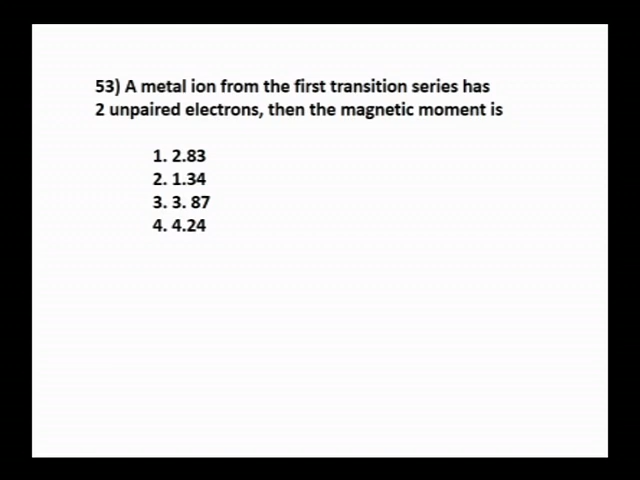 53) A metal ion from the first transition series has
2 unpaired electrons, then the magnetic moment is
1. 2.83
2. 1.34
3. 3. 87
4. 4.24